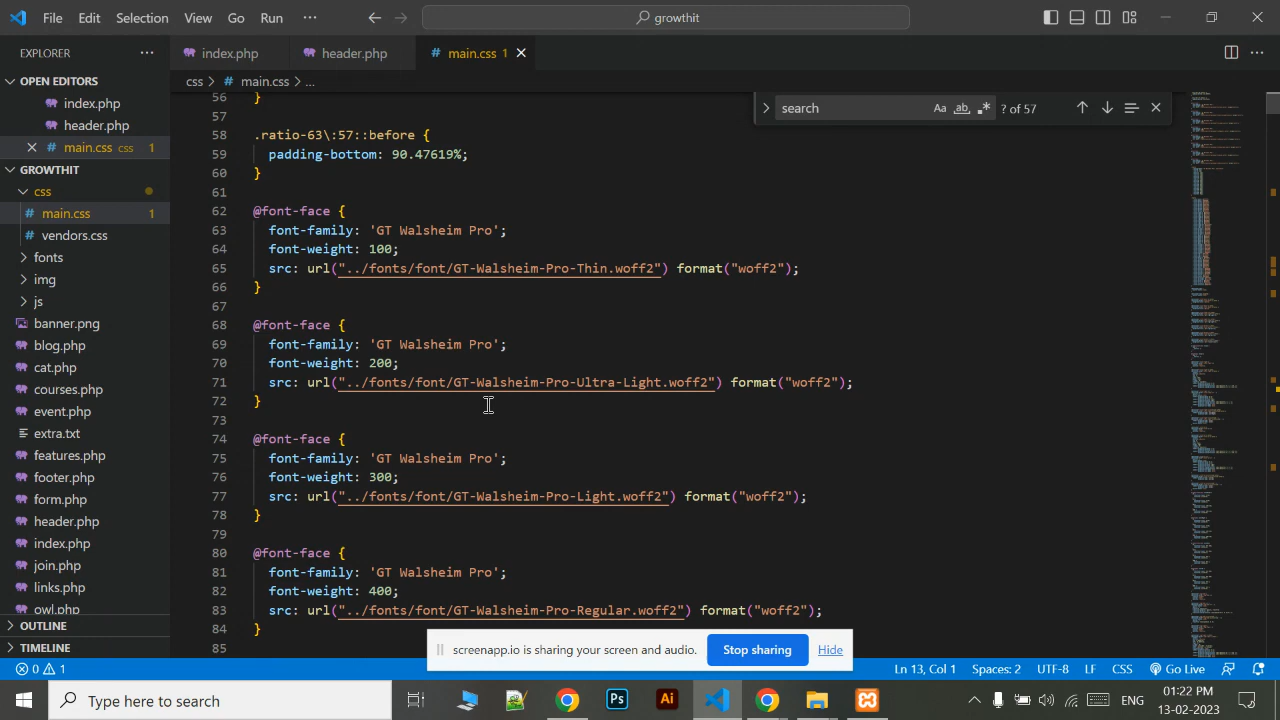 File Edit Selection View Go Run ···
growthit
EXPLORER
index.php
header.php
main.css 1
OPEN EDITORS
index.php
header.php
main.css css 1
GROWTHIT
css
main.css 1
vendors.css
fonts
img
js
banner.png
blog.php
cat.php
courses.php
event.php
extra.txt
features.php
footer.php
form.php
header.php
index.php
join.php
links.php
owl.php
OUTLINE
TIMELINE
css > # main.css > ...
search
? of 57
56 }
57
58 .ratio-63\:57::before {
59 padding-bottom: 90.47619%;
60 }
61
62 @font-face {
63 font-family: 'GT Walsheim Pro';
64 font-weight: 100;
65 src: url("../fonts/font/GT-Walsheim-Pro-Thin.woff2") format("woff2");
66 }
67
68 @font-face {
69 font-family: 'GT Walsheim Pro';
70 font-weight: 200;
71 src: url("../fonts/font/GT-Walsheim-Pro-Ultra-Light.woff2") format("woff2");
72 }
73
74 @font-face {
75 font-family: 'GT Walsheim Pro';
76 font-weight: 300;
77 src: url("../fonts/font/GT-Walsheim-Pro-Light.woff2") format("woff2");
78 }
79
80 @font-face {
81 font-family: 'GT Walsheim Pro';
82 font-weight: 400;
83 src: url("../fonts/font/GT-Walsheim-Pro-Regular.woff2") format("woff2");
84 }
85
screenapp.io is sharing your screen and audio.
Stop sharing
Hide
0 1
Ln 13, Col 1 Spaces: 2 UTF-8 LF CSS Go Live
Type here to search
Ps
Ai
ENG
01:22 PM
13-02-2023